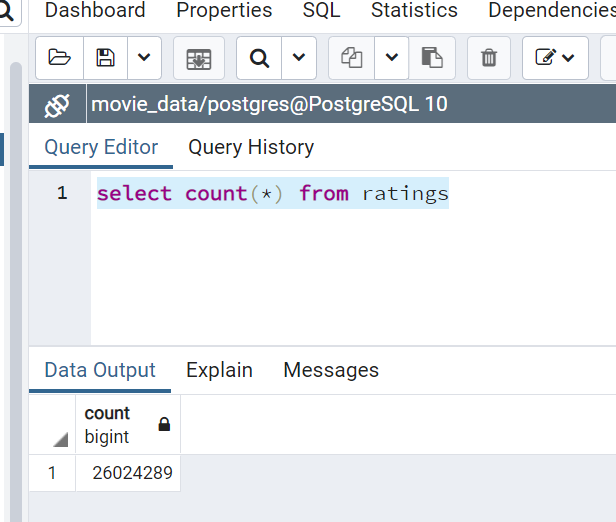 Dashboard Properties SQL Statistics Dependencies
movie_data/postgres@PostgreSQL 10
Query Editor Query History
1 select count(*) from ratings
Data Output Explain Messages
count
bigint
1 26024289